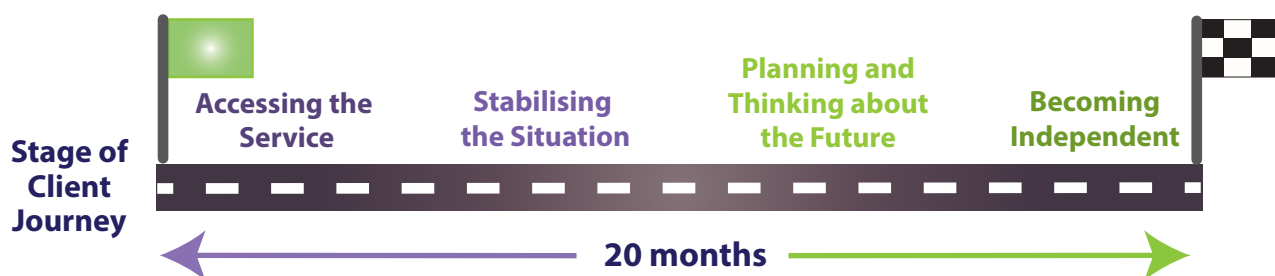 Stage of
Client
Journey
Accessing the
Service
Stabilising
the Situation
Planning and
Thinking about
the Future
Becoming
Independent
20 months